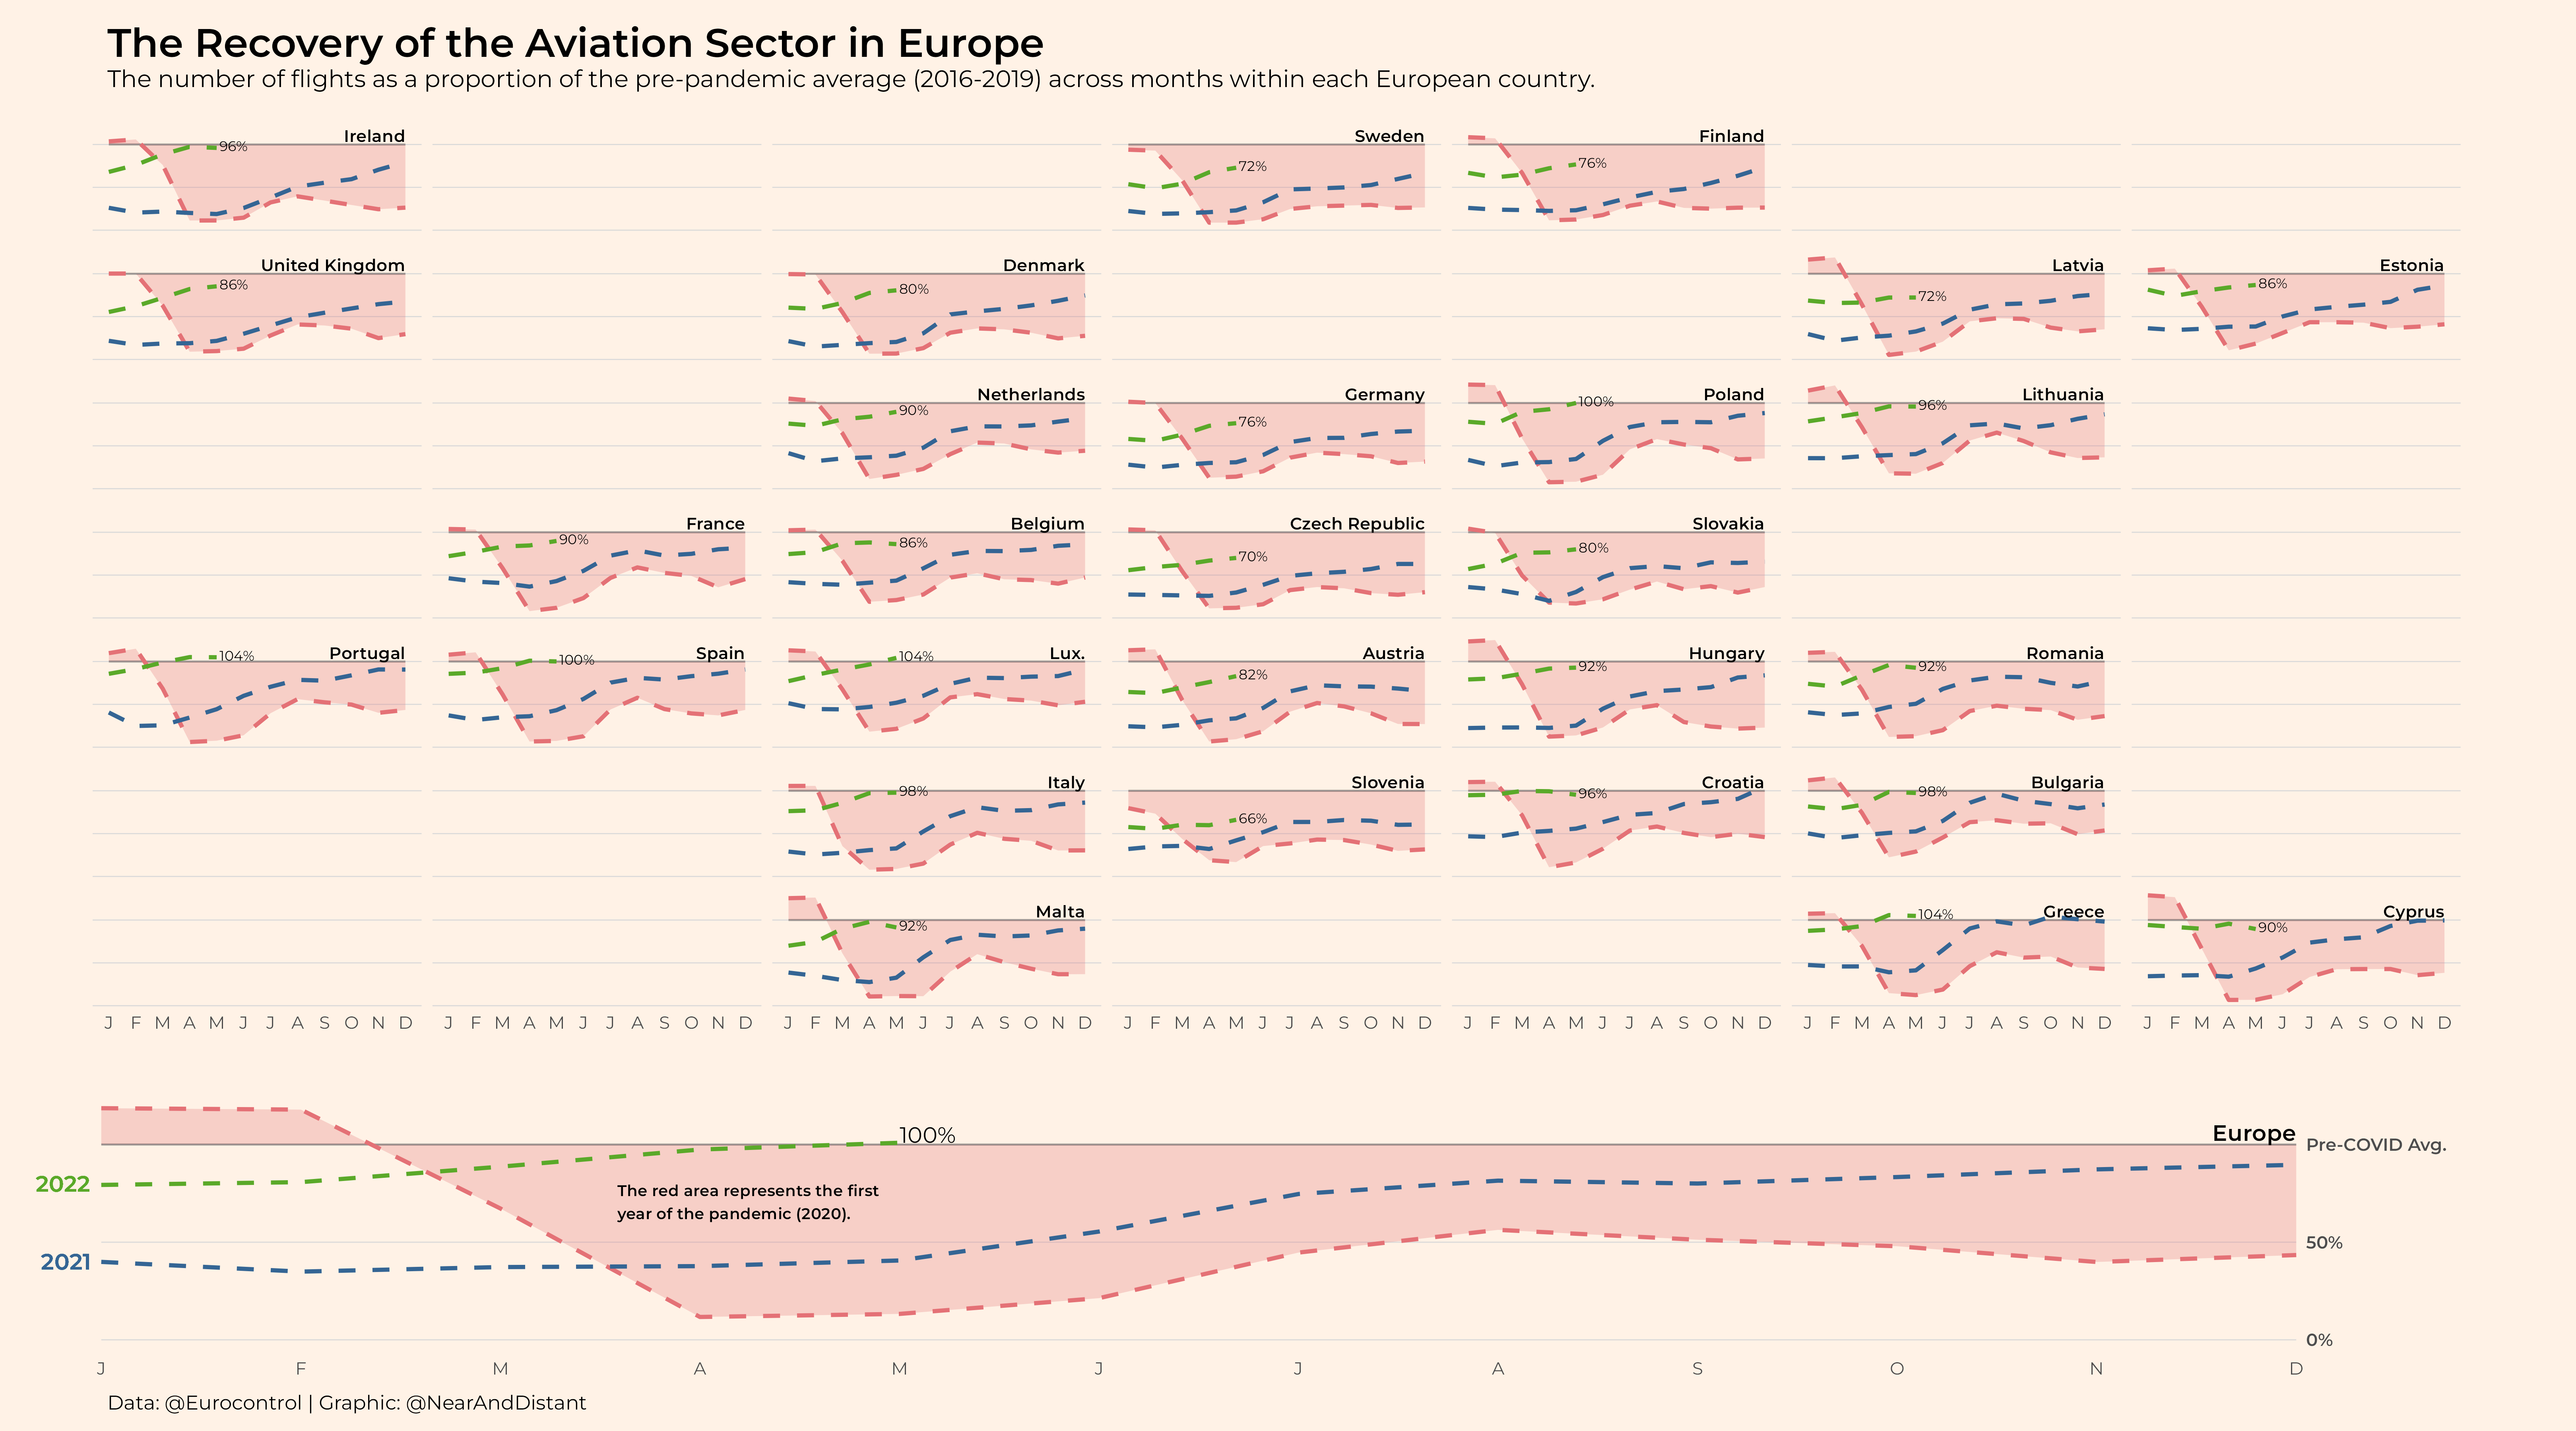 The Recovery of the Aviation Sector in Europe
The number of flights as a proportion of the pre-pandemic average (2016-2019) across months within each European country.
Ireland
96%
Sweden
72%
Finland
76%
United Kingdom
86%
Denmark
80%
Latvia
72%
Estonia
86%
Netherlands
90%
Germany
76%
Poland
100%
Lithuania
96%
France
90%
Belgium
86%
Czech Republic
70%
Slovakia
80%
Portugal
104%
Spain
100%
Lux.
104%
Austria
82%
Hungary
92%
Romania
92%
Italy
98%
Slovenia
66%
Croatia
96%
Bulgaria
98%
Malta
92%
Greece
104%
Cyprus
90%
J F M A M J J A S O N D
J F M A M J J A S O N D
J F M A M J J A S O N D
J F M A M J J A S O N D
J F M A M J J A S O N D
J F M A M J J A S O N D
J F M A M J J A S O N D
100%
Europe
Pre-COVID Avg.
2022
The red area represents the first
year of the pandemic (2020).
50%
2021
0%
J F M A M J J A S O N D
Data: @Eurocontrol | Graphic: @NearAndDistant